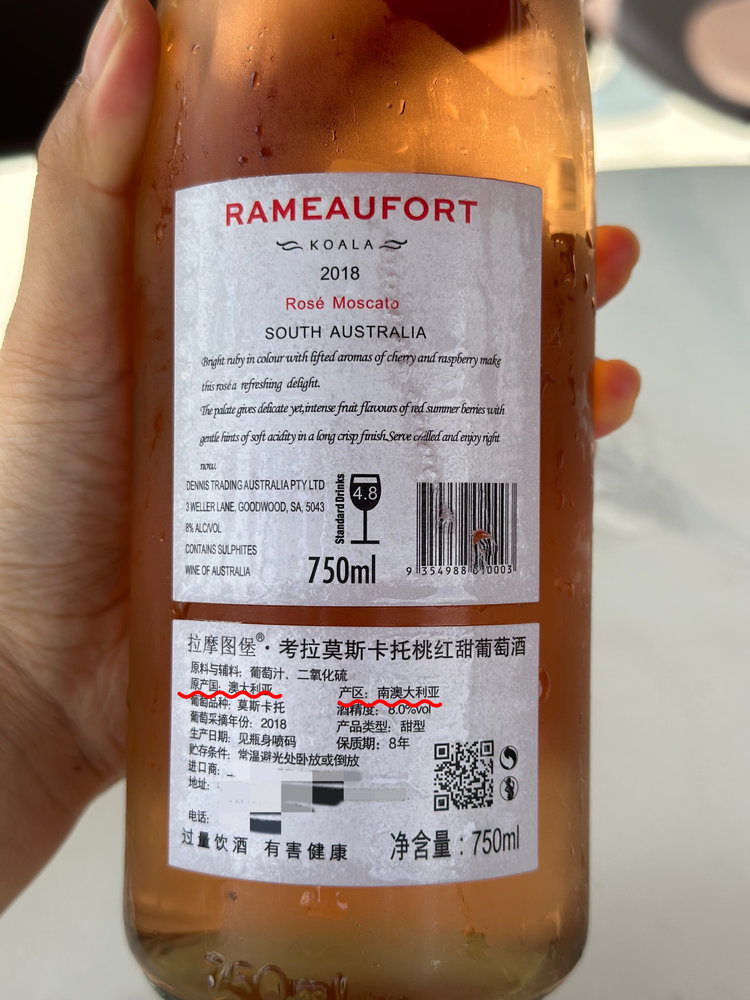 RAMEAUFORT
KOALA
2018
Rosé Moscato
SOUTH AUSTRALIA
Bright ruby in colour with lifted aromas of cherry and raspberry make
this rosé a refreshing delight.
The palate gives delicate yet,intense fruit flavours of red summer berries with
gentle hints of soft acidity in a long crisp finish.Serve chilled and enjoy right
now.
DENNIS TRADING AUSTRALIA PTY LTD
3 WELLER LANE, GOODWOOD, SA, 5043
8% ALC/VOL
CONTAINS SULPHITES
WINE OF AUSTRALIA
Standard Drinks
4.8
750ml
9 354988 0003
拉摩图堡®·考拉莫斯卡托桃红甜葡萄酒
原料与辅料：葡萄汁、二氧化硫
原产国：澳大利亚 产区：南澳大利亚
葡萄品种：莫斯卡托 酒精度：8.0%vol
葡萄采摘年份：2018 产品类型：甜型
生产日期：见瓶身喷码 保质期：8年
贮存条件：常温避光处卧放或倒放
进口商：
地址：
电话：
过量饮酒 有害健康 净含量：750ml
750ml